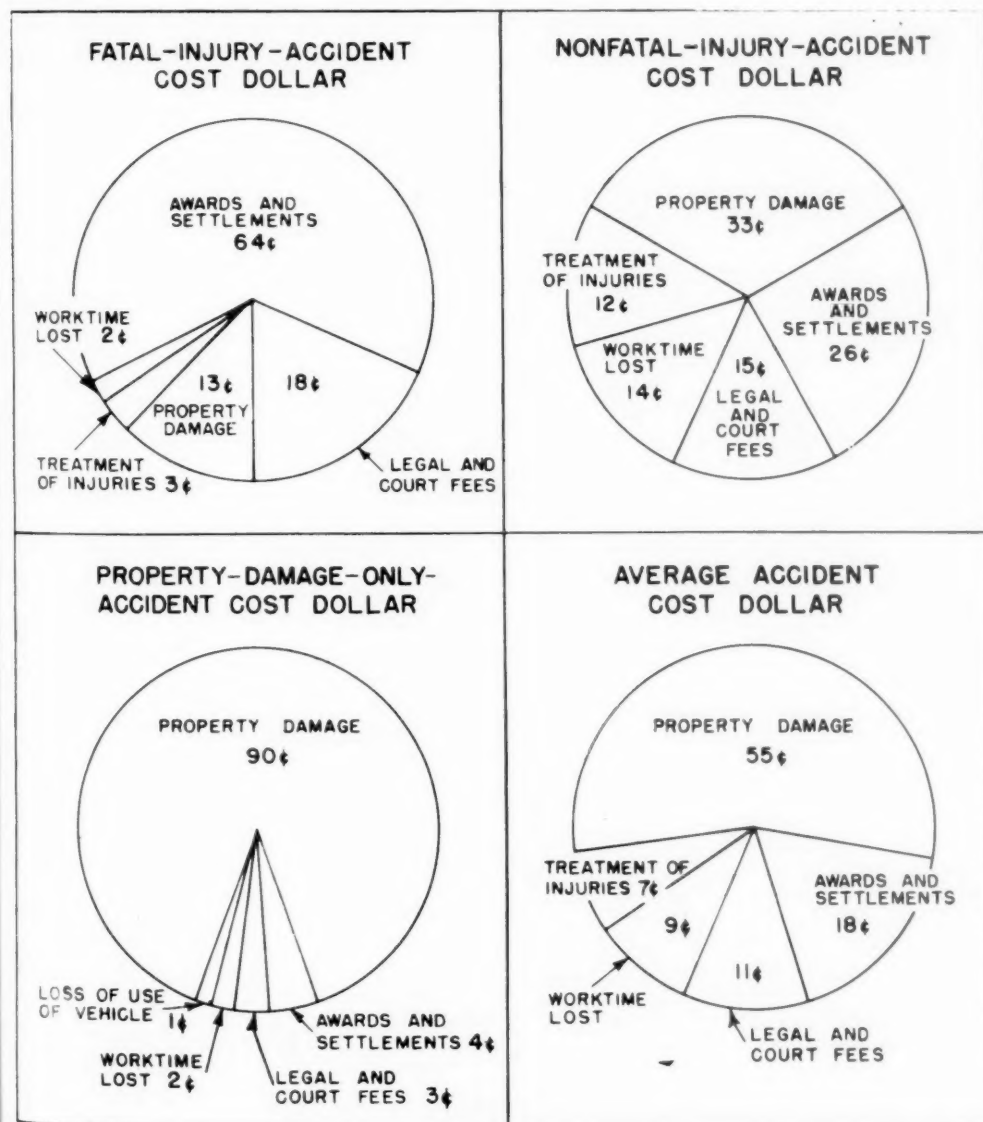 FATAL-INJURY-ACCIDENT
COST DOLLAR
AWARDS AND
SETTLEMENTS
64¢
WORKTIME
LOST 2¢
13¢
PROPERTY
DAMAGE
18¢
TREATMENT
OF INJURIES 3¢
LEGAL AND
COURT FEES
NONFATAL-INJURY-ACCIDENT
COST DOLLAR
PROPERTY DAMAGE
33¢
TREATMENT
OF INJURIES
12¢
AWARDS
AND
SETTLEMENTS
26¢
WORKTIME
LOST
14¢
15¢
LEGAL
AND
COURT
FEES
PROPERTY-DAMAGE-ONLY-
ACCIDENT COST DOLLAR
PROPERTY DAMAGE
90¢
LOSS OF USE
OF VEHICLE
1¢
WORKTIME
LOST 2¢
LEGAL AND
COURT FEES 3¢
AWARDS AND
SETTLEMENTS 4¢
AVERAGE ACCIDENT
COST DOLLAR
PROPERTY DAMAGE
55¢
TREATMENT OF
INJURIES 7¢
AWARDS AND
SETTLEMENTS
18¢
9¢
11¢
WORKTIME
LOST
LEGAL AND
COURT FEES